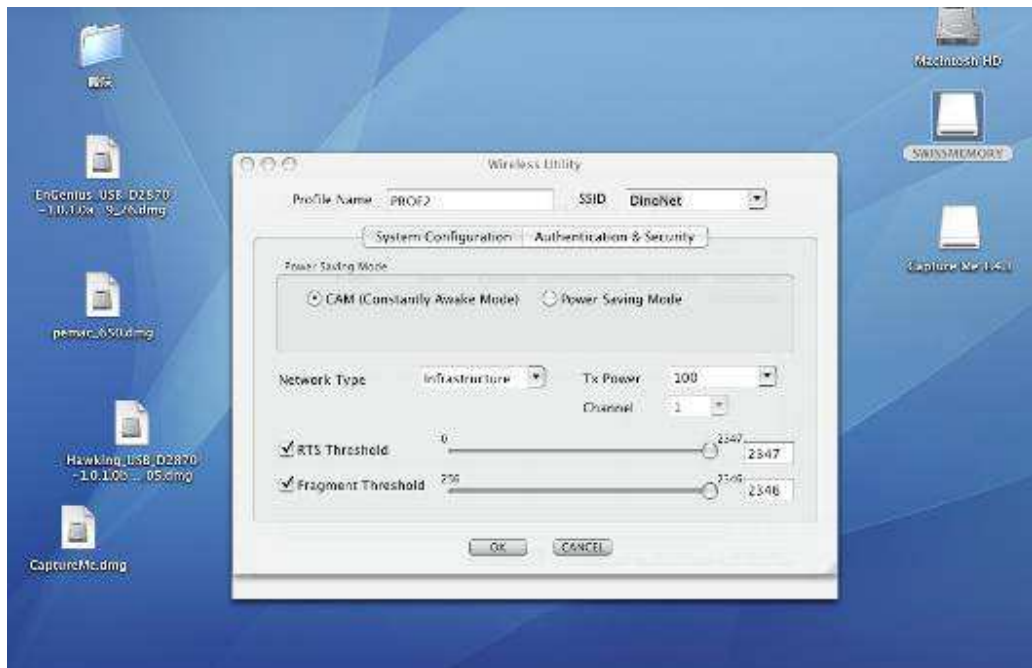 Macintosh HD
SWISSMEMORY
EnGenius_USB_D2870
-1.0.1.0a ... 9_26.dmg
Capture Me 1.4.1
pemac_650.dmg
Hawking_USB_D2870
-1.0.1.0b ... 05.dmg
CaptureMe.dmg
Wireless Utility
Profile Name PROF2 SSID DinoNet
System Configuration Authentication & Security
Power Saving Mode
CAM (Constantly Awake Mode) Power Saving Mode
Network Type Infrastructure Tx Power 100
Channel 1
RTS Threshold 0 2347 2347
Fragment Threshold 256 2346 2346
OK CANCEL